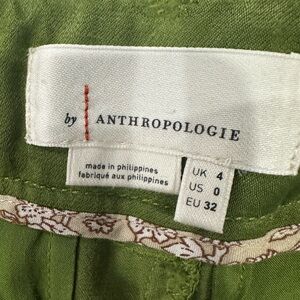 by ANTHROPOLOGIE
made in philippines
fabriqué aux philippines
UK 4
US 0
EU 32